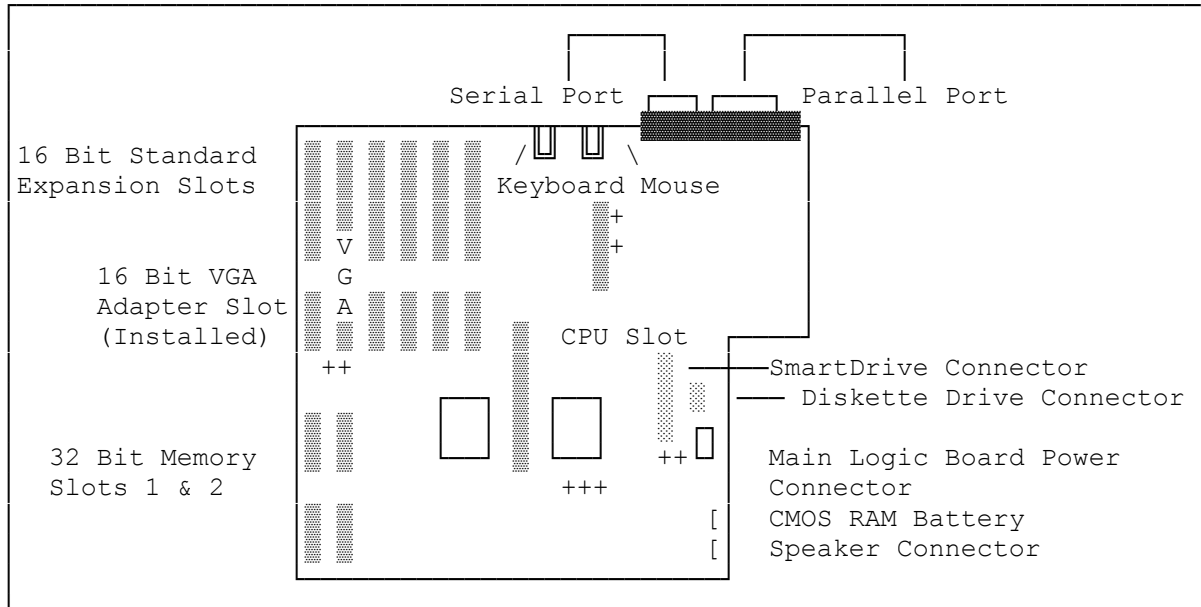 Serial Port Parallel Port
16 Bit Standard
Expansion Slots
/ \
Keyboard Mouse
+
V +
16 Bit VGA G
Adapter Slot A
(Installed) CPU Slot
++ SmartDrive Connector
Diskette Drive Connector
32 Bit Memory ++ Main Logic Board Power
Slots 1 & 2 +++ Connector
[ CMOS RAM Battery
[ Speaker Connector